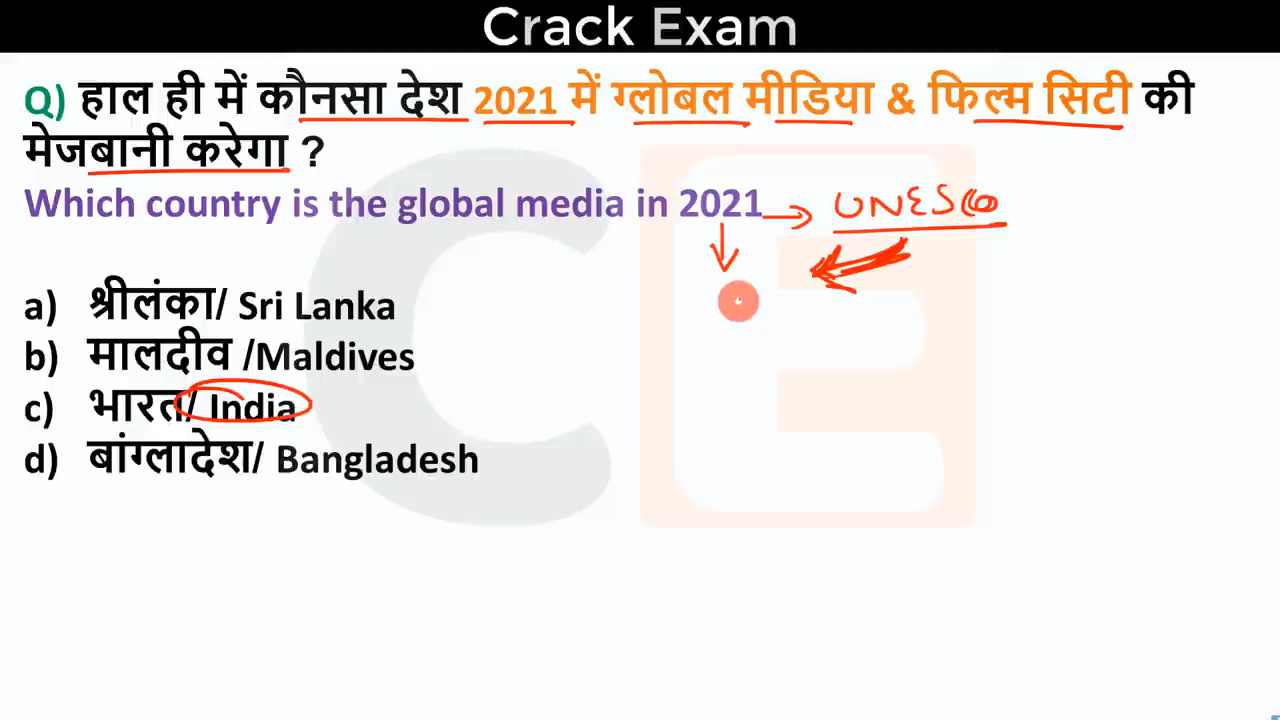 Crack Exam
Q) हाल ही में कौनसा देश 2021 में ग्लोबल मीडिया & फिल्म सिटी की
मेजबानी करेगा ?
Which country is the global media in 2021 → UNESCO
a) श्रीलंका/ Sri Lanka
b) मालदीव /Maldives
c) भारत/ India
d) बांग्लादेश/ Bangladesh
CE